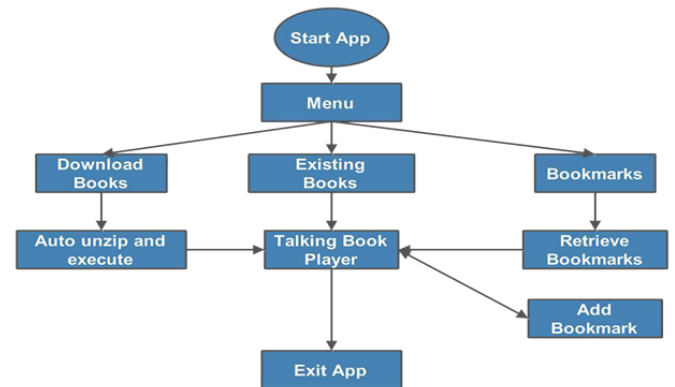 Start App
Menu
Download
Books
Existing
Books
Bookmarks
Auto unzip and
execute
Talking Book
Player
Retrieve
Bookmarks
Add
Bookmark
Exit App